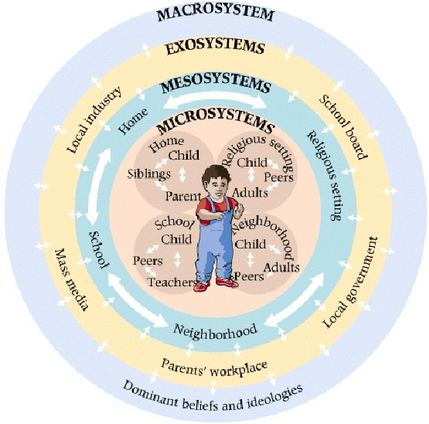 MACROSYSTEM
EXOSYSTEMS
MESOSYSTEMS
MICROSYSTEMS
Local industry
School board
Home
Religious setting
Home
Child
Siblings
Parent
Religious setting
Child
Peers
Adults
School
Child
Peers
Teachers
Neighborhood
Child
Adults
Peers
School
Neighborhood
Mass media
Local government
Parents' workplace
Dominant beliefs and ideologies